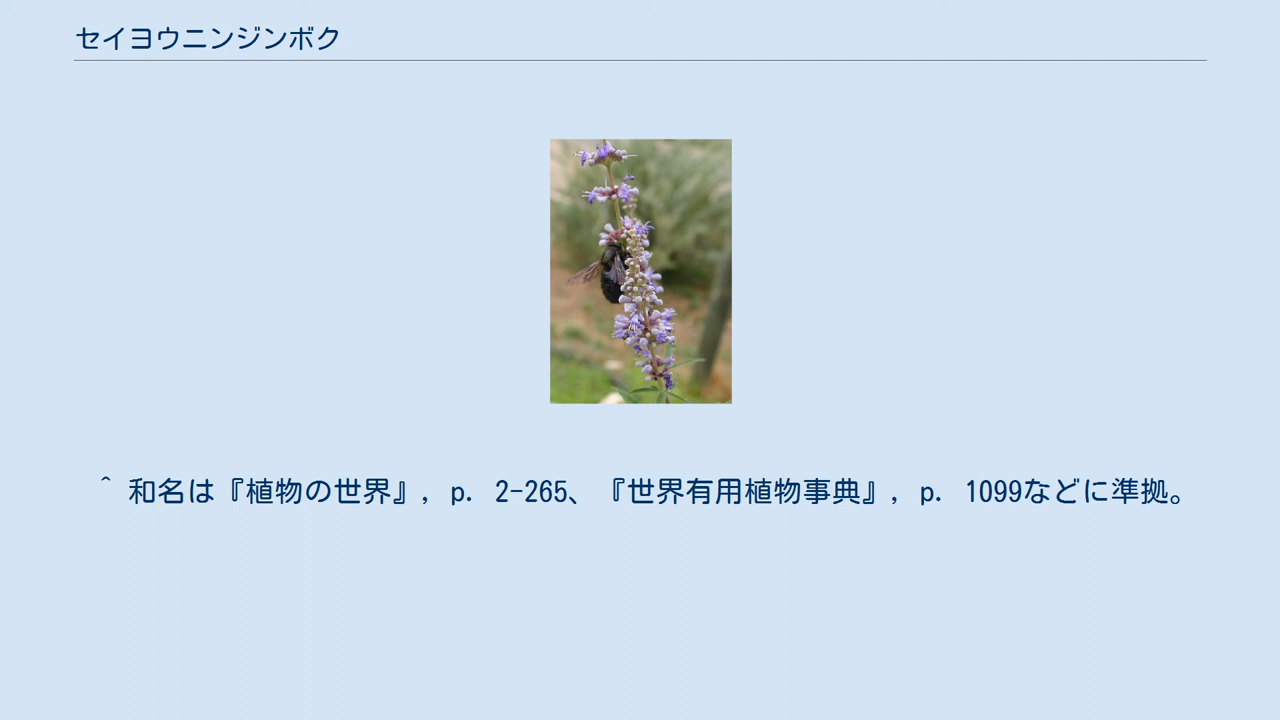 セイヨウニンジンボク
^ 和名は『植物の世界』, p. 2-265、『世界有用植物事典』, p. 1099などに準拠。